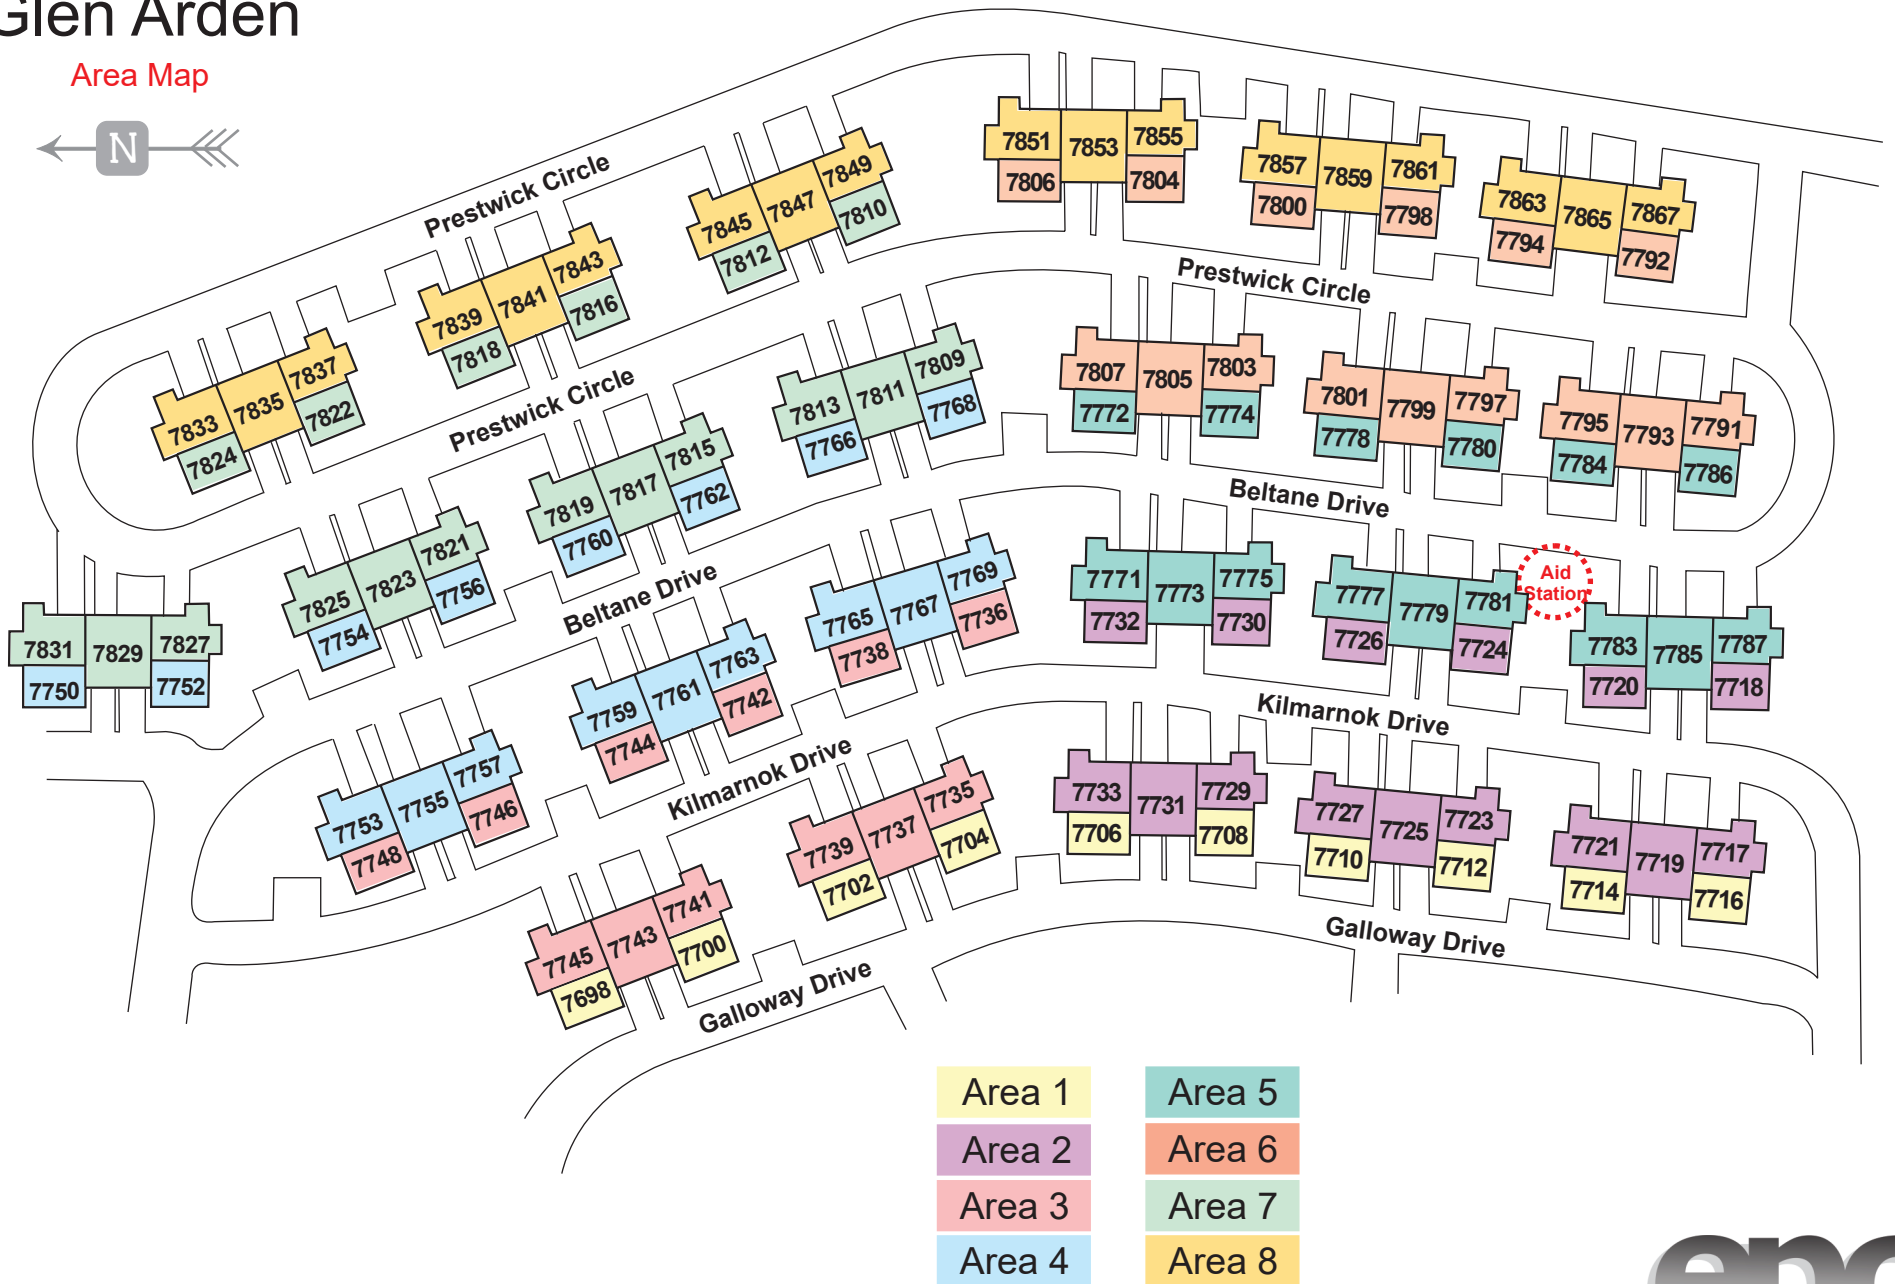 Glen Arden
Area Map
N
Prestwick Circle
7851 7853 7855
7806 7804
7857 7859 7861
7800 7798
7863 7865 7867
7794 7792
7845 7847 7849
7812 7810
7839 7841 7843
7818 7816
7833 7835 7837
7824 7822
Prestwick Circle
Prestwick Circle
7807 7805 7803
7772 7774
7801 7799 7797
7778 7780
7795 7793 7791
7784 7786
7813 7811 7809
7766 7768
7819 7817 7815
7760 7762
7825 7823 7821
7754 7756
7831 7829 7827
7750 7752
Beltane Drive
Beltane Drive
7771 7773 7775
7732 7730
7777 7779 7781
7726 7724
Aid
Station
7783 7785 7787
7720 7718
7765 7767 7769
7738 7736
7759 7761 7763
7744 7742
7753 7755 7757
7748 7746
Kilmarnok Drive
Kilmarnok Drive
7733 7731 7729
7706 7708
7727 7725 7723
7710 7712
7721 7719 7717
7714 7716
7739 7737 7735
7702 7704
7745 7743 7741
7698 7700
Galloway Drive
Galloway Drive
Area 1
Area 2
Area 3
Area 4
Area 5
Area 6
Area 7
Area 8